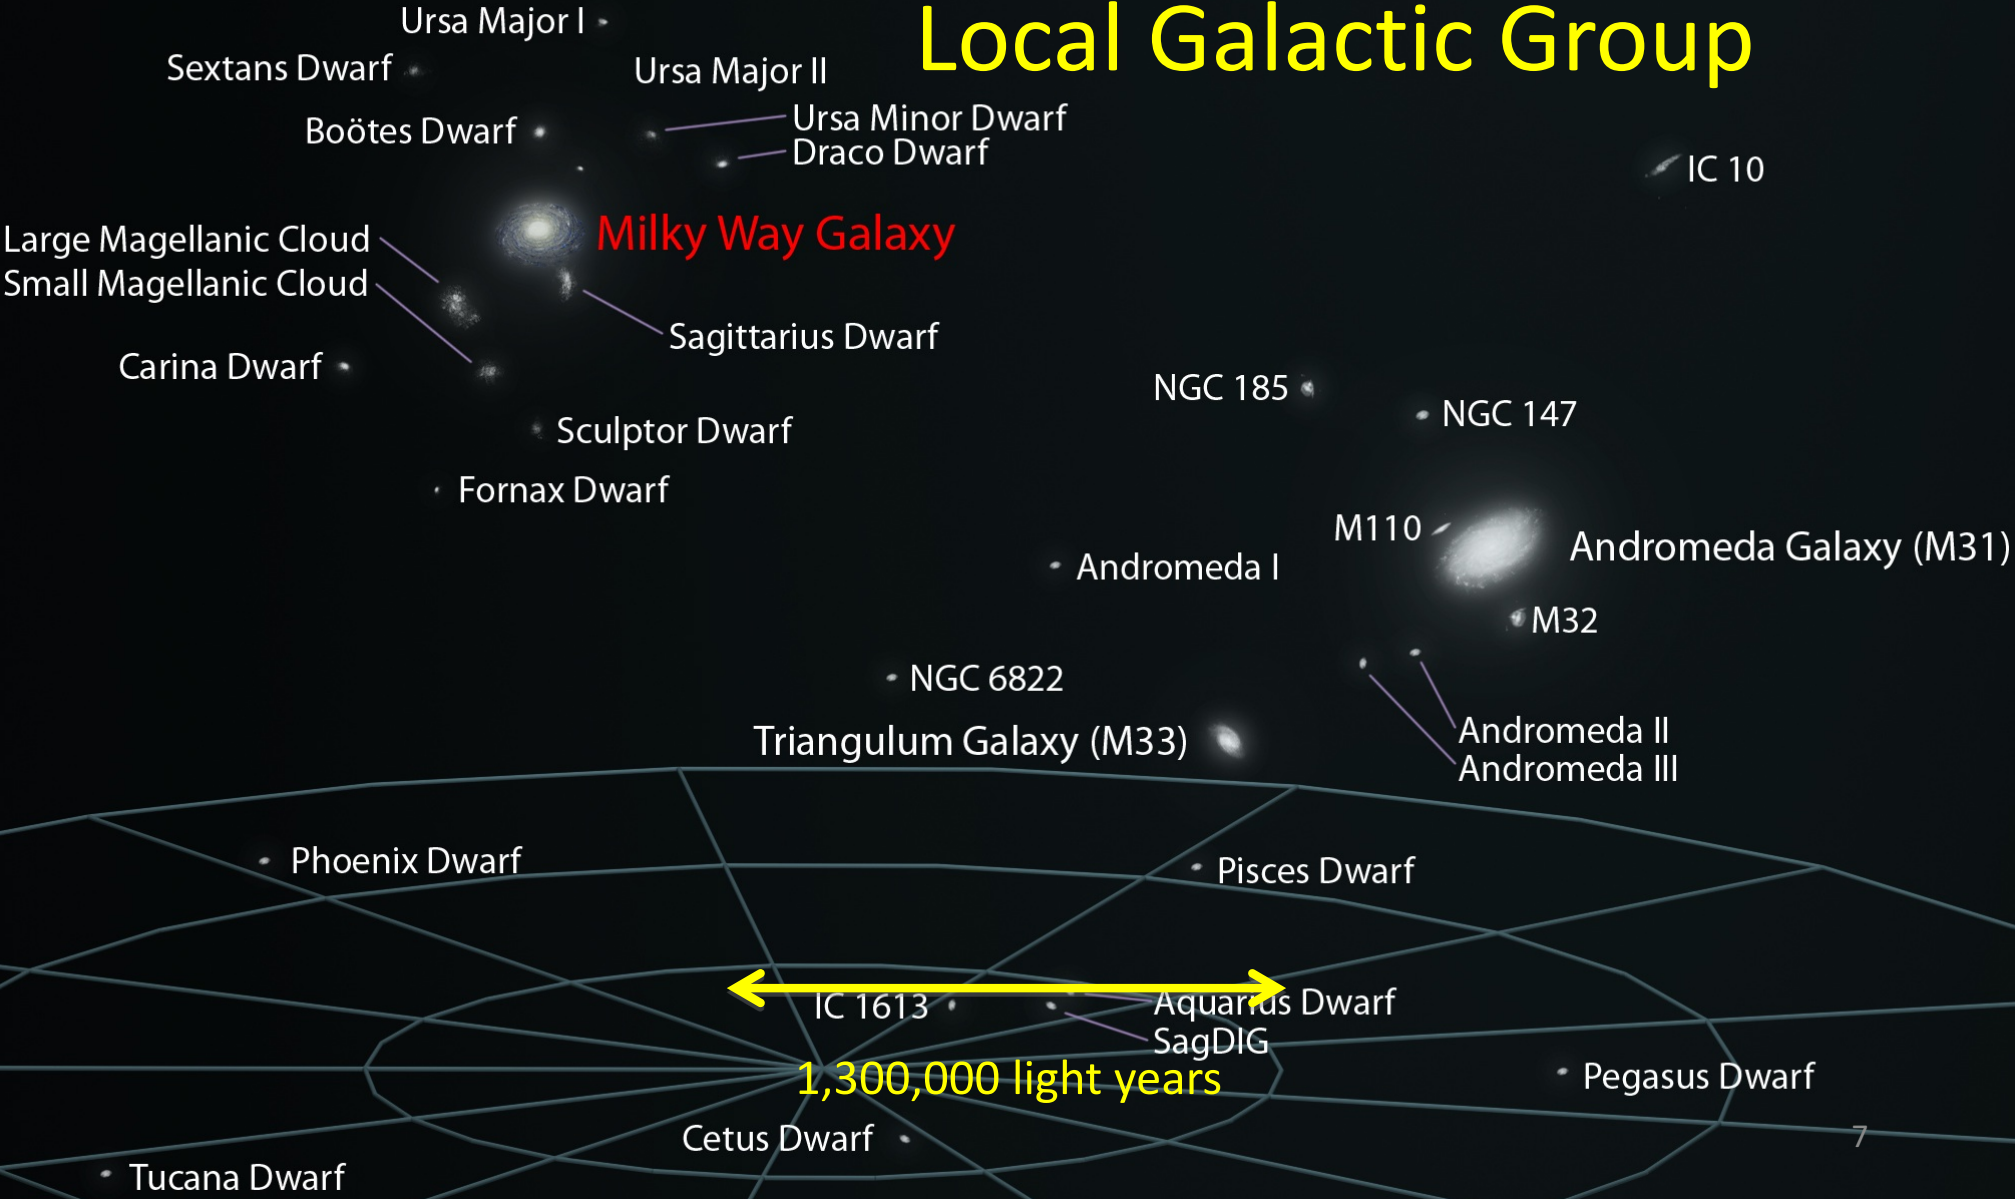 Local Galactic Group
Ursa Major I
Sextans Dwarf
Ursa Major II
Boötes Dwarf
Ursa Minor Dwarf
Draco Dwarf
IC 10
Milky Way Galaxy
Large Magellanic Cloud
Small Magellanic Cloud
Sagittarius Dwarf
Carina Dwarf
NGC 185
NGC 147
Sculptor Dwarf
Fornax Dwarf
M110
Andromeda Galaxy (M31)
Andromeda I
M32
NGC 6822
Triangulum Galaxy (M33)
Andromeda II
Andromeda III
Phoenix Dwarf
Pisces Dwarf
IC 1613
Aquarius Dwarf
SagDIG
1,300,000 light years
Pegasus Dwarf
Cetus Dwarf
7
Tucana Dwarf